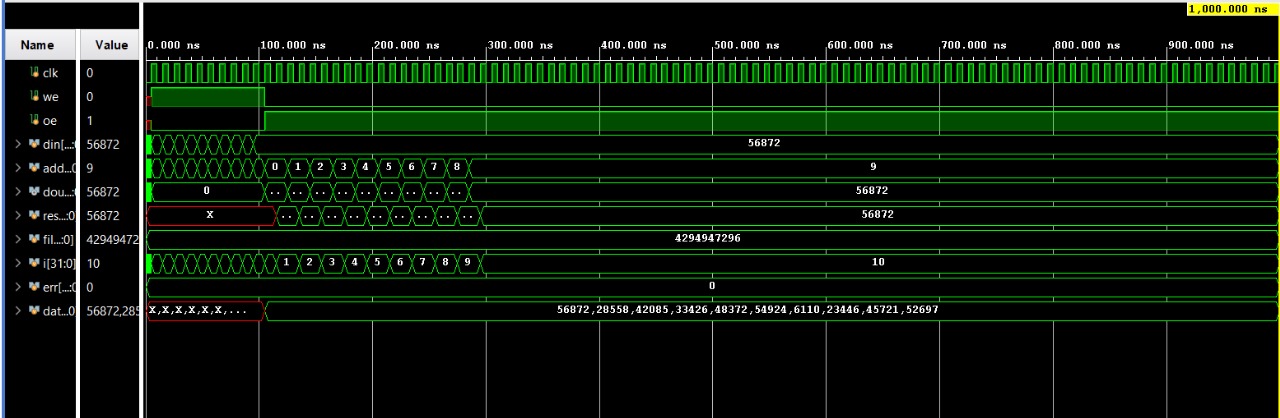 1,000.000 ns
Name Value 0.000 ns 100.000 ns 200.000 ns 300.000 ns 400.000 ns 500.000 ns 600.000 ns 700.000 ns 800.000 ns 900.000 ns
clk 0
we 0
oe 1
din[...:0] 56872 56872
add...0] 9 0 1 2 3 4 5 6 7 8 9
dou...:0] 56872 0 .. .. .. .. .. .. .. .. .. 56872
res...:0] 56872 X .. .. .. .. .. .. .. .. .. 56872
fil...:0] 42949472 4294947296
i[31:0] 10 1 2 3 4 5 6 7 8 9 10
err[...:0] 0 0
dat...0] 56872,285 X,X,X,X,X,X,... 56872,28558,42085,33426,48372,54924,6110,23446,45721,52697